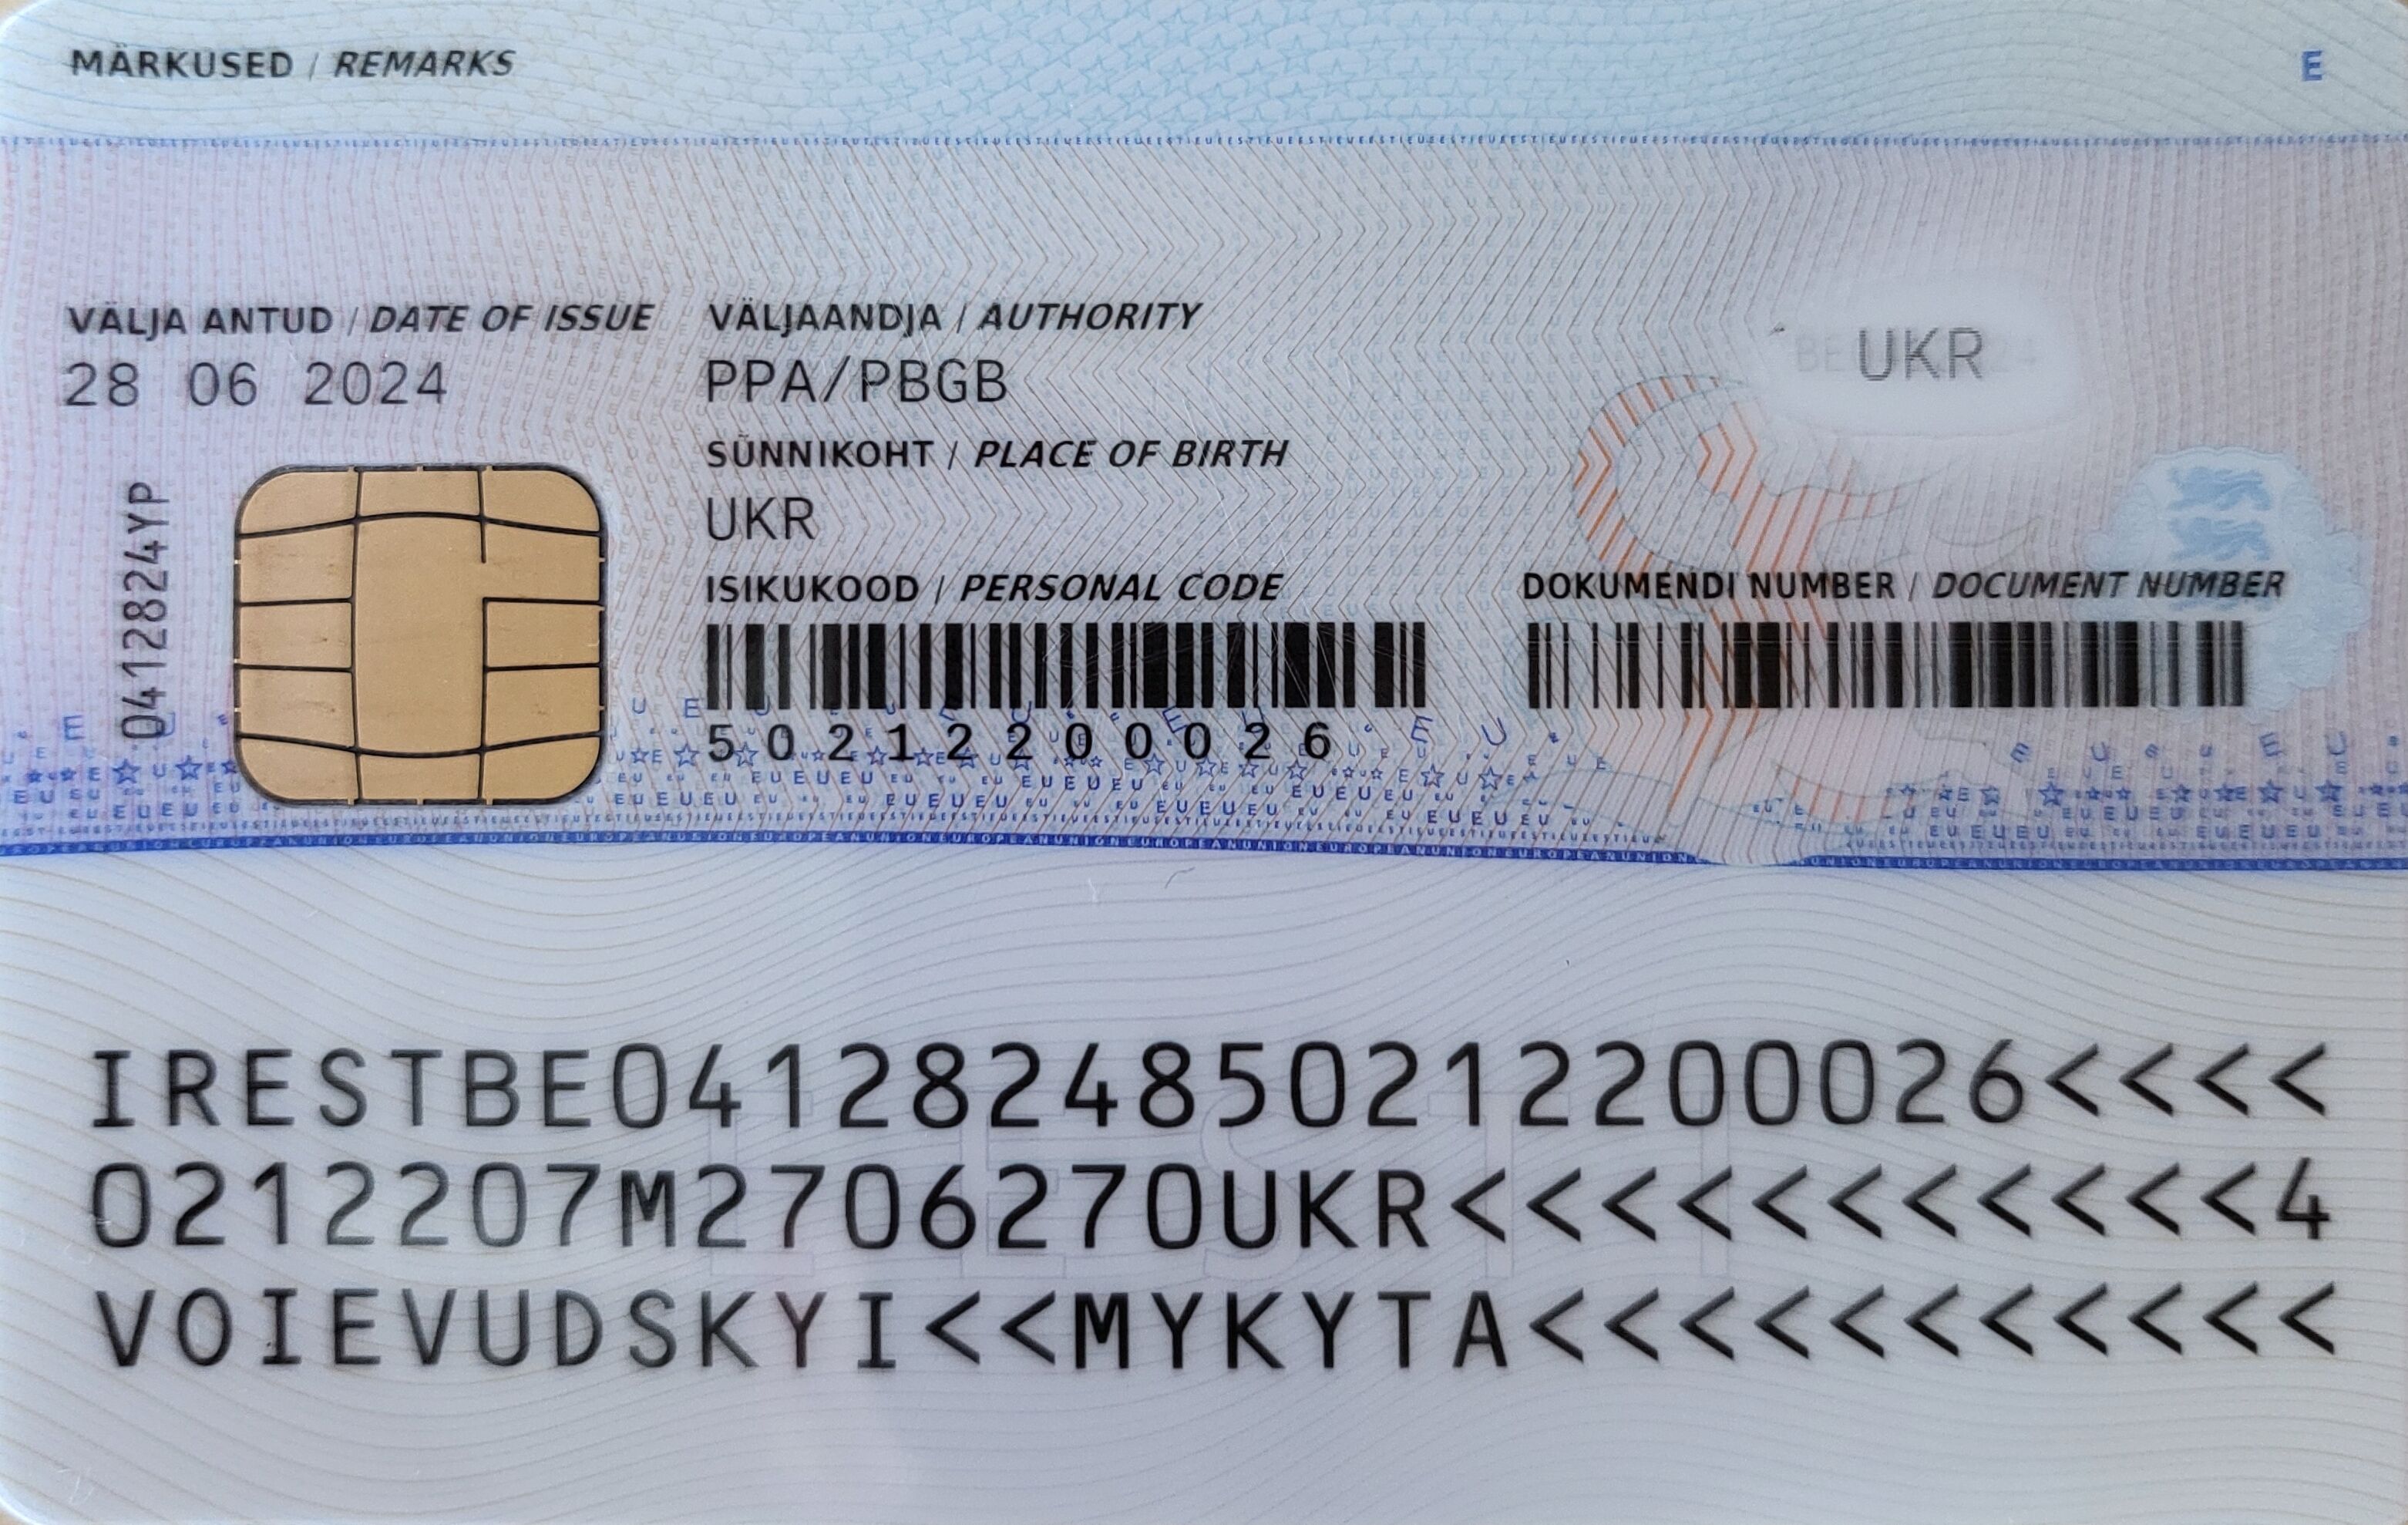 MÄRKUSED / REMARKS
E
VÄLJA ANTUD / DATE OF ISSUE
28 06 2024
VÄLJAANDJA / AUTHORITY
PPA/PBGB
UKR
SÜNNIKOHT / PLACE OF BIRTH
UKR
ISIKUKOOD / PERSONAL CODE
50212200026
DOKUMENDI NUMBER / DOCUMENT NUMBER
0412824YP
IRESTBE0412824850212200026<<<<
0212207M2706270UKR<<<<<<<<<<<4
VOIEVUDSKYI<<MYKYTA<<<<<<<<<<<